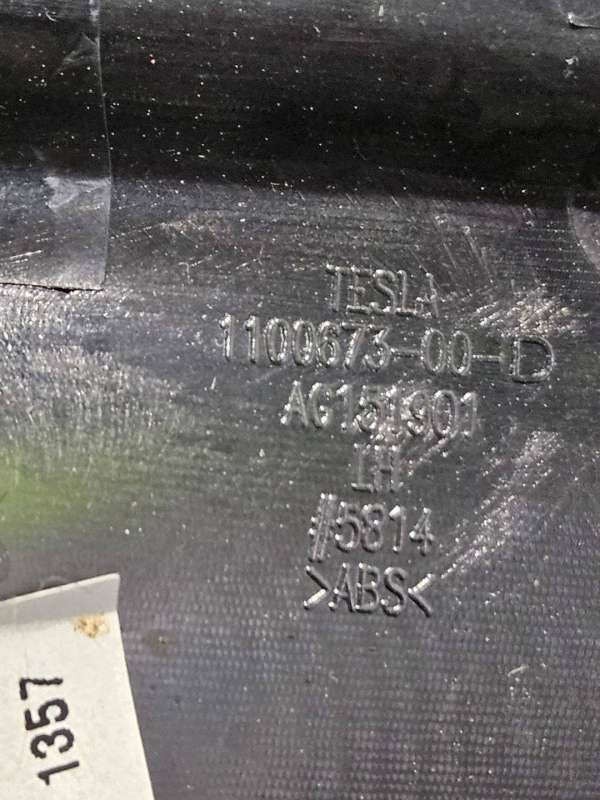 TESLA
1100673-00-D
AG151901
LH
#5814
>ABS<
1357